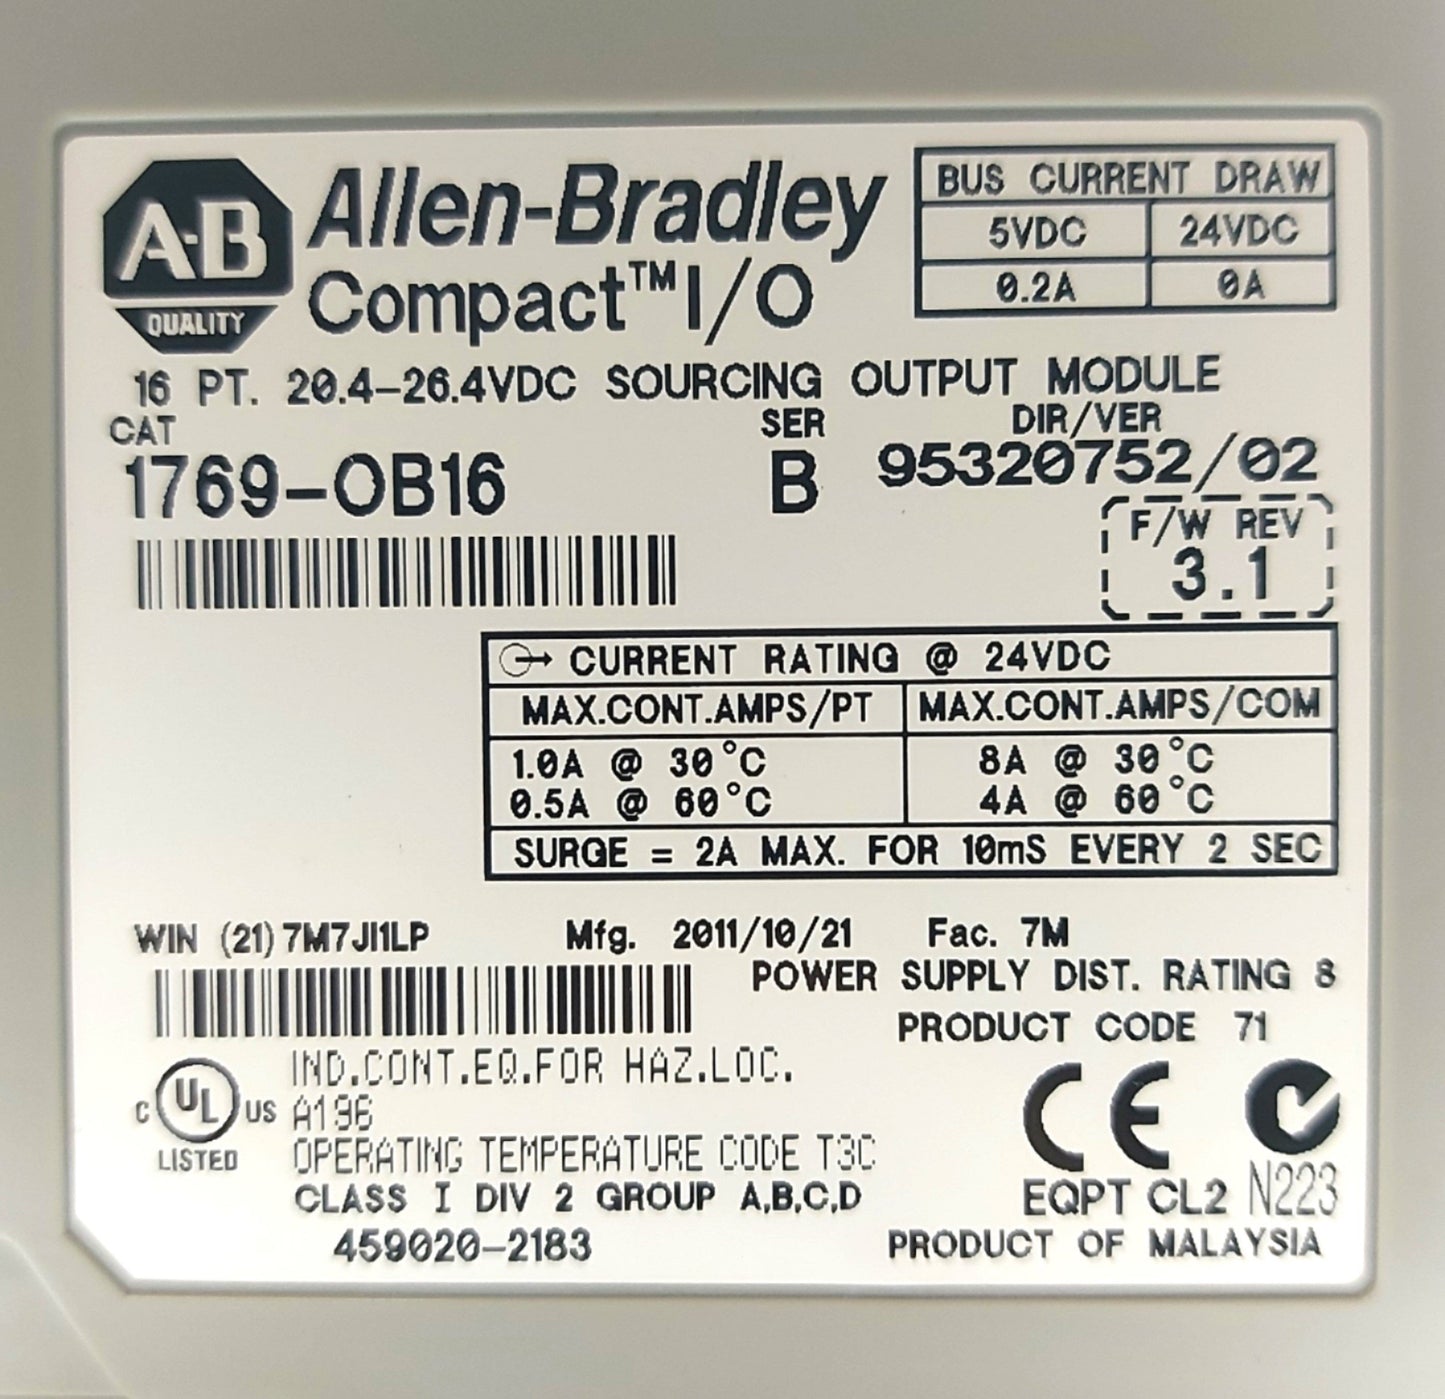 A-B
QUALITY
Allen-Bradley
Compact™ I/O
BUS CURRENT DRAW
5VDC 24VDC
0.2A 0A
16 PT. 20.4-26.4VDC SOURCING OUTPUT MODULE
CAT SER DIR/VER
1769-OB16 B 95320752/02
F/W REV
3.1
CURRENT RATING @ 24VDC
MAX.CONT.AMPS/PT MAX.CONT.AMPS/COM
1.0A @ 30°C 8A @ 30°C
0.5A @ 60°C 4A @ 60°C
SURGE = 2A MAX. FOR 10mS EVERY 2 SEC
WIN (21) 7M7JI1LP Mfg. 2011/10/21 Fac. 7M
POWER SUPPLY DIST. RATING 8
PRODUCT CODE 71
C UL US
LISTED
IND.CONT.EQ.FOR HAZ.LOC.
A196
OPERATING TEMPERATURE CODE T3C
CLASS I DIV 2 GROUP A,B,C,D
459020-2183
CE
EQPT CL2 N223
PRODUCT OF MALAYSIA